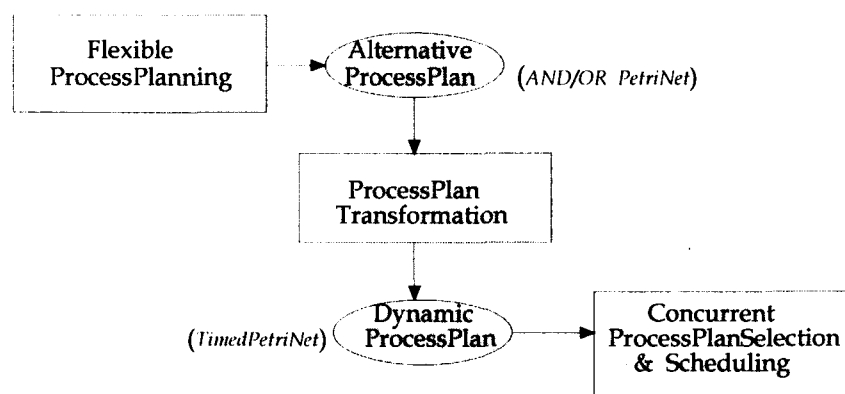 Flexible
ProcessPlanning
Alternative
ProcessPlan
(AND/OR PetriNet)
ProcessPlan
Transformation
Dynamic
ProcessPlan
(TimedPetriNet)
Concurrent
ProcessPlanSelection
& Scheduling